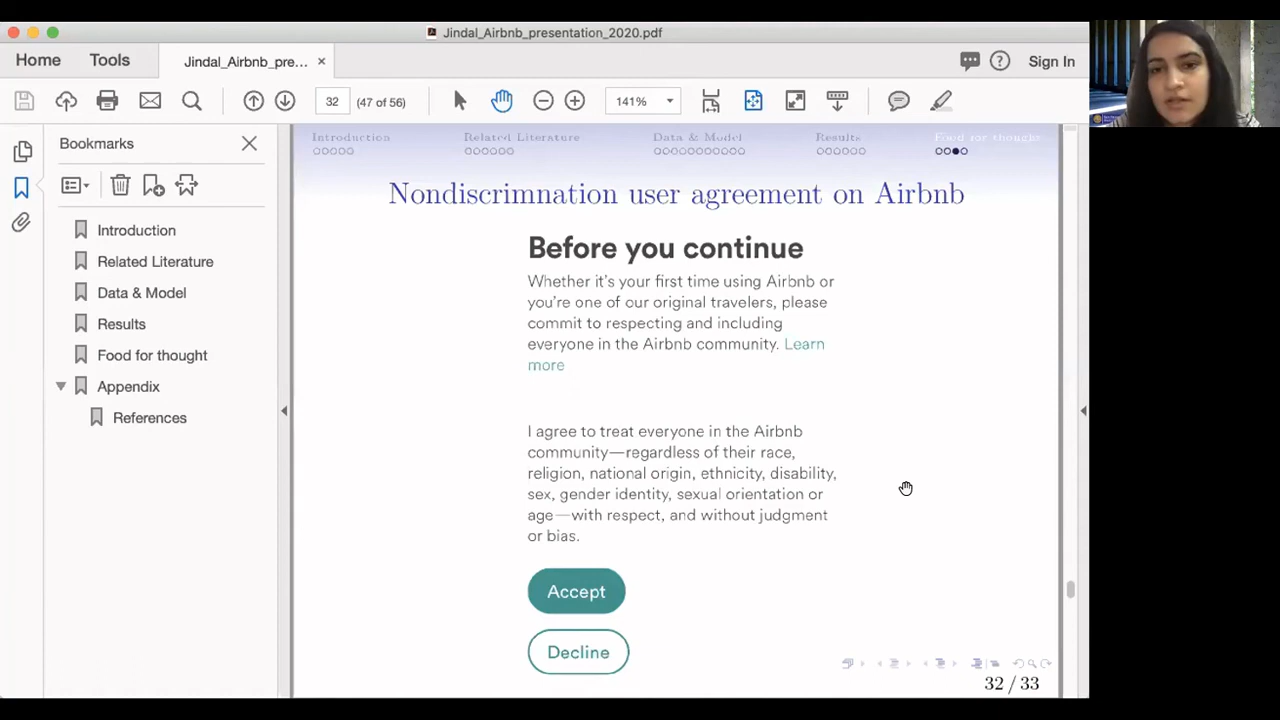 Jindal_Airbnb_presentation_2020.pdf
Home
Tools
Jindal_Airbnb_pre...
Sign In
32
(47 of 56)
141%
Bookmarks
Introduction
Related Literature
Data & Model
Results
Food for thought
Appendix
References
Introduction
Related Literature
Data & Model
Results
Food for thought
Nondiscrimnation user agreement on Airbnb
Before you continue
Whether it's your first time using Airbnb or
you're one of our original travelers, please
commit to respecting and including
everyone in the Airbnb community. Learn
more
I agree to treat everyone in the Airbnb
community—regardless of their race,
religion, national origin, ethnicity, disability,
sex, gender identity, sexual orientation or
age—with respect, and without judgment
or bias.
Accept
Decline
32 / 33